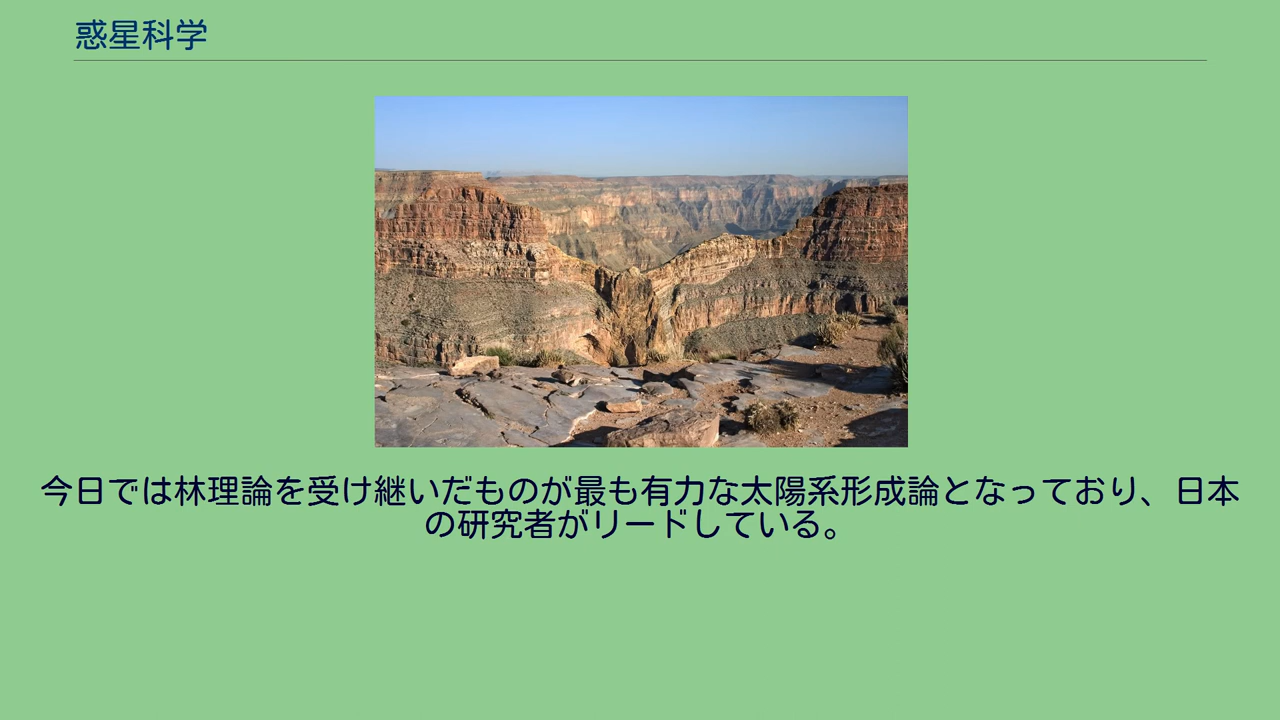 惑星科学
今日では林理論を受け継いだものが最も有力な太陽系形成論となっており、日本
の研究者がリードしている。